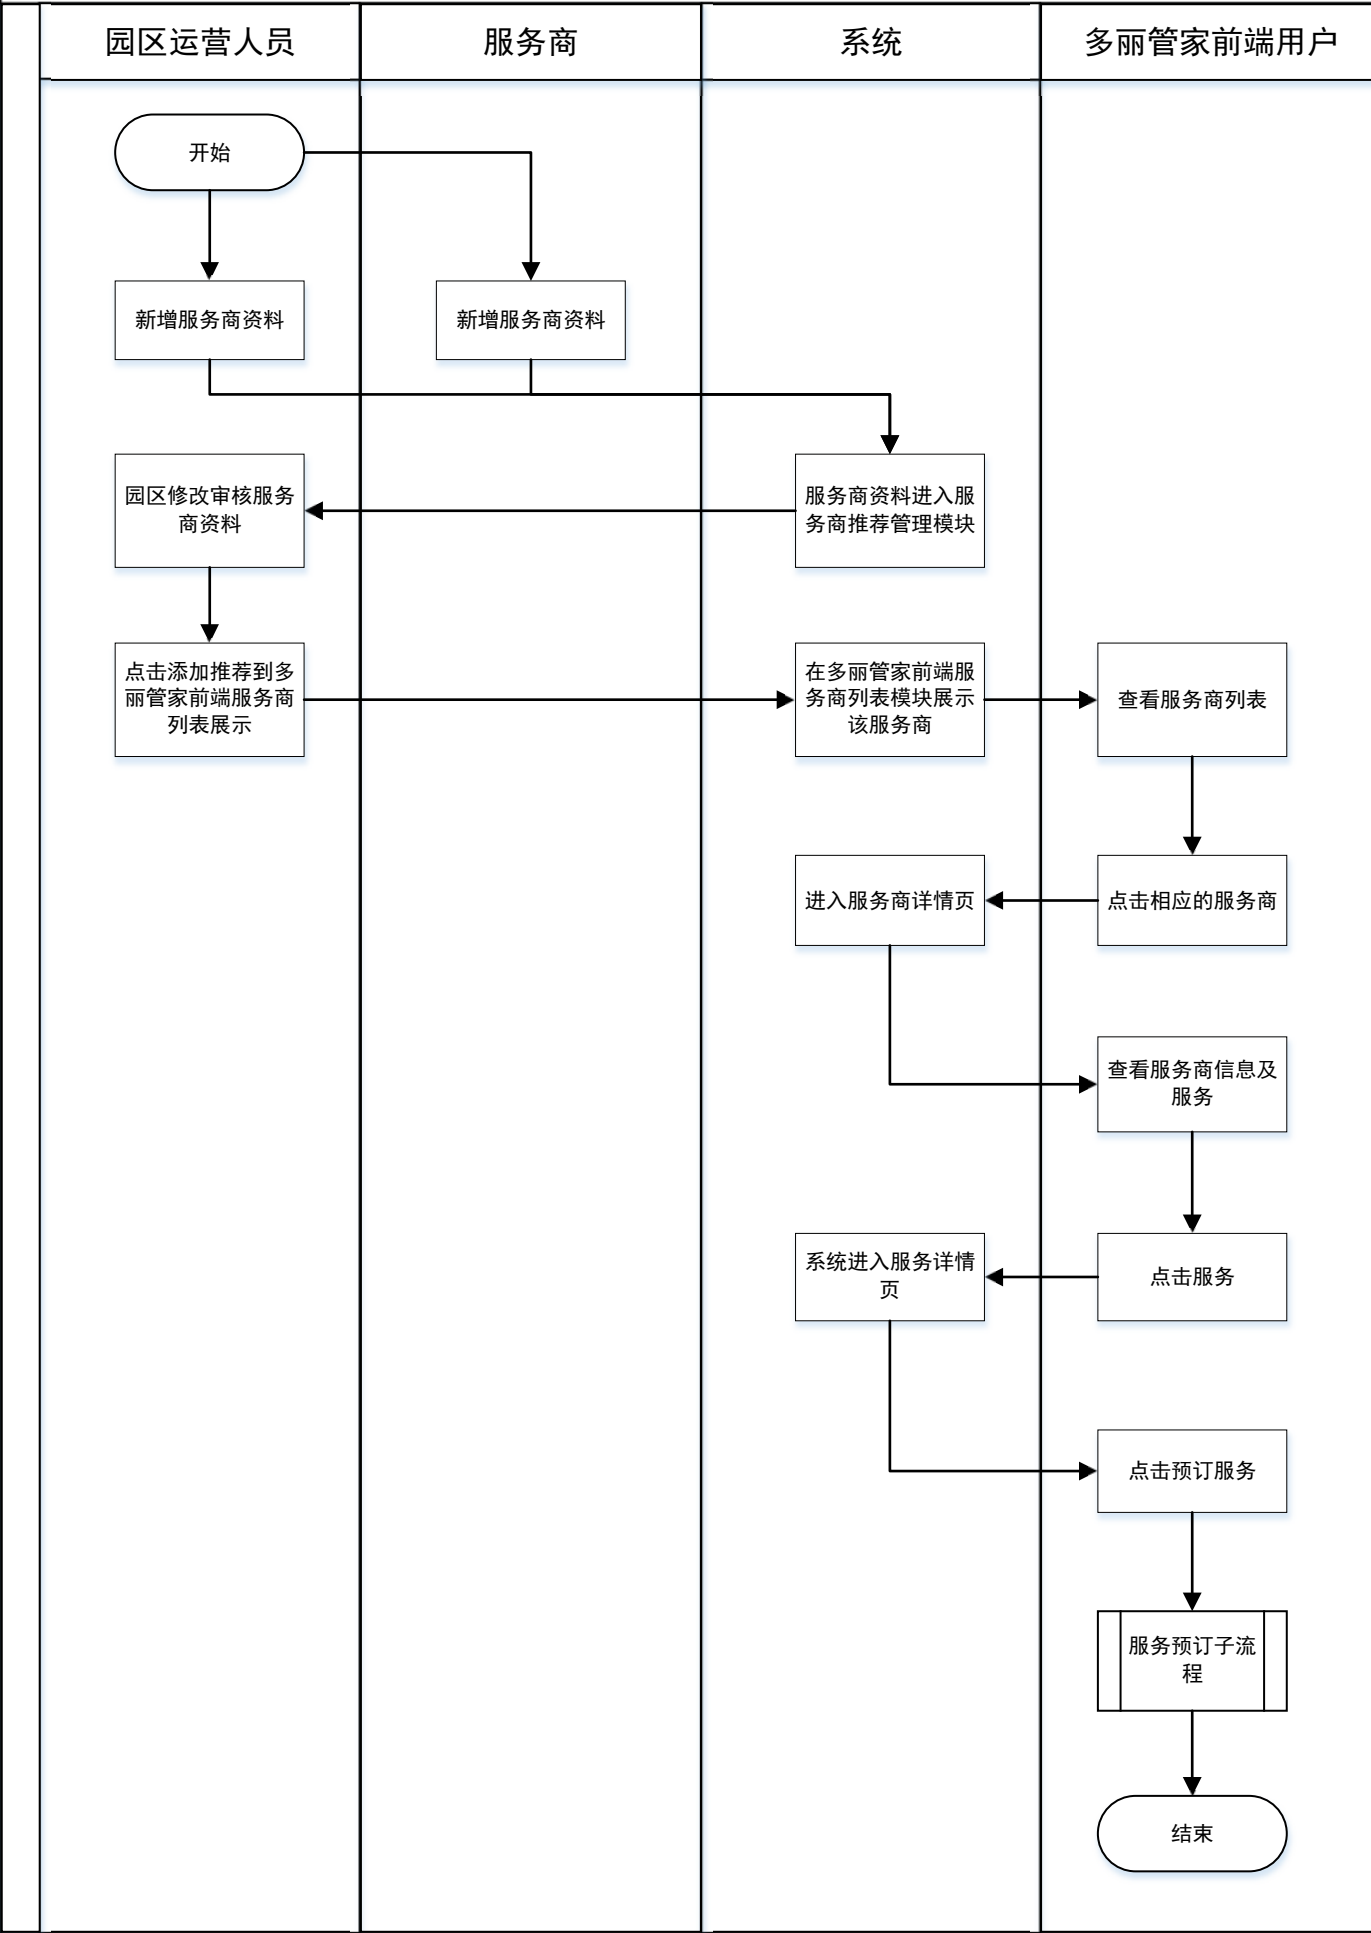 园区运营人员
服务商
系统
多丽管家前端用户
开始
新增服务商资料
新增服务商资料
园区修改审核服务
商资料
服务商资料进入服
务商推荐管理模块
点击添加推荐到多
丽管家前端服务商
列表展示
在多丽管家前端服
务商列表模块展示
该服务商
查看服务商列表
进入服务商详情页
点击相应的服务商
查看服务商信息及
服务
系统进入服务详情
页
点击服务
点击预订服务
服务预订子流
程
结束